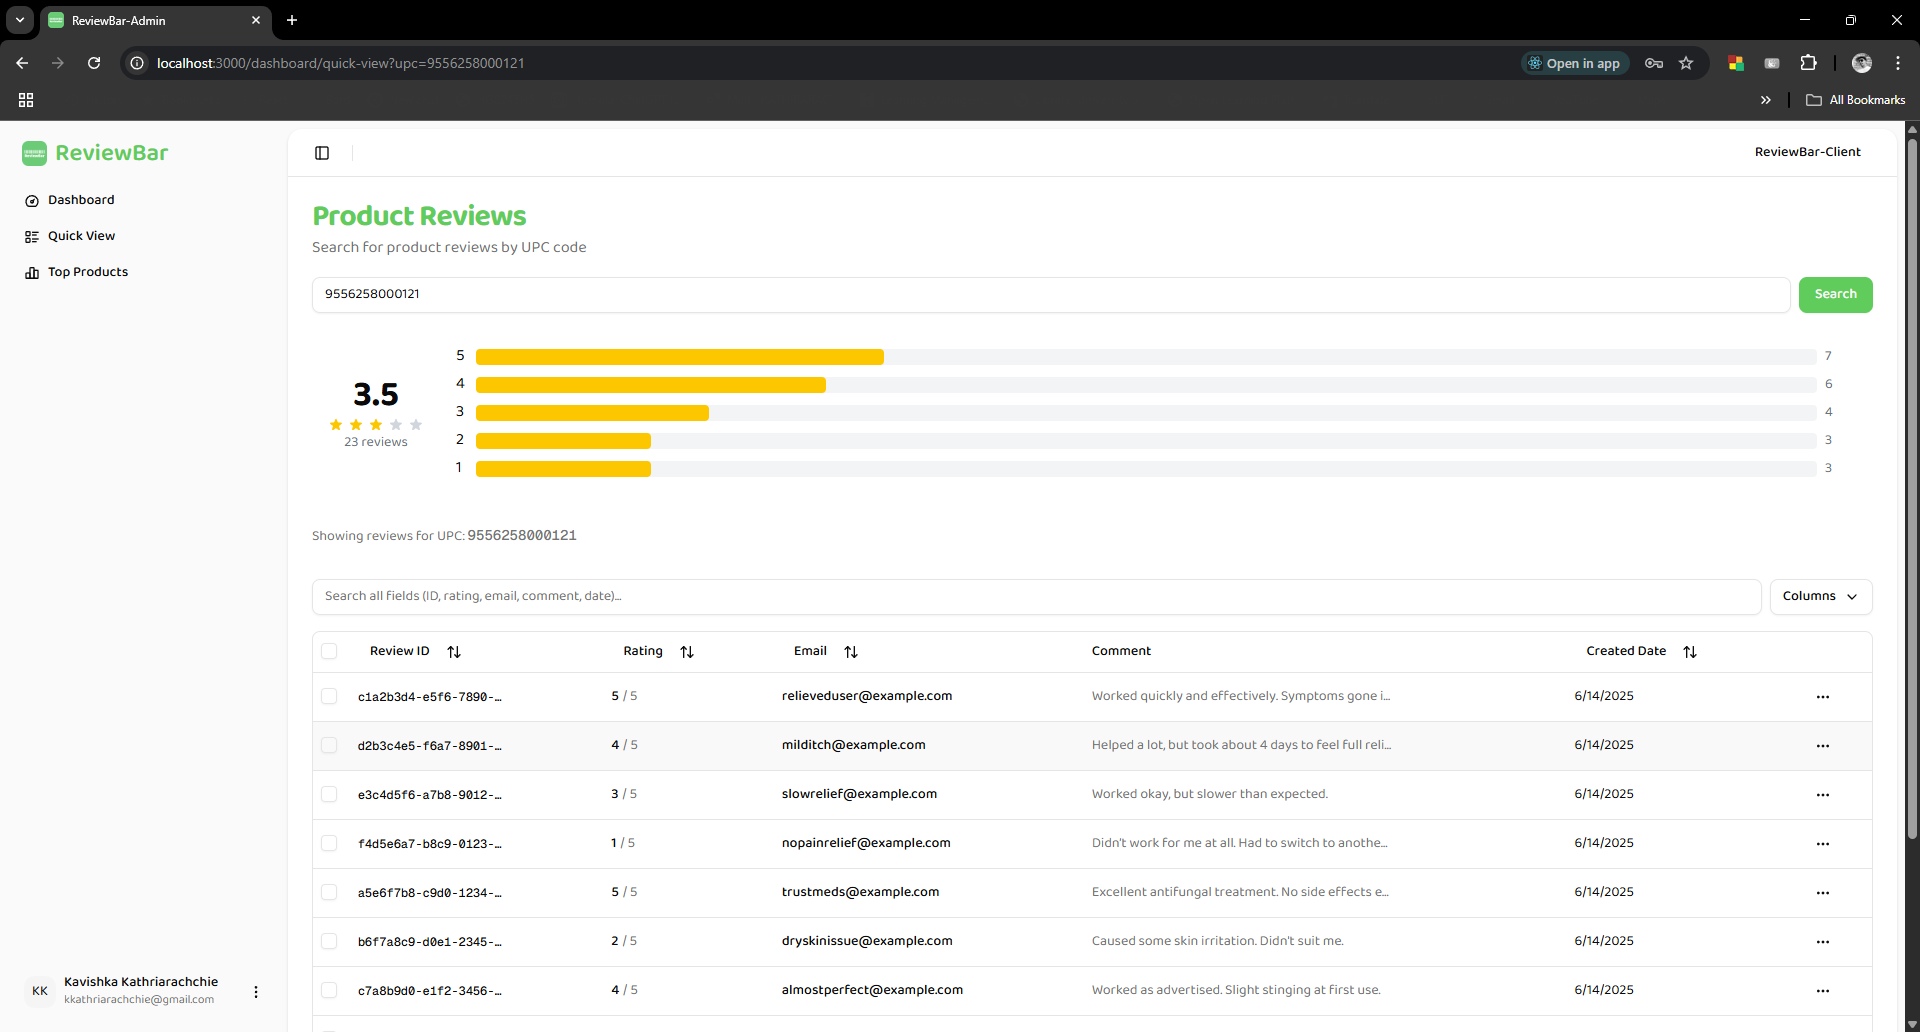 ReviewBar-Admin
localhost:3000/dashboard/quick-view?upc=9556258000121
Open in app
All Bookmarks
ReviewBar
Dashboard
Quick View
Top Products
ReviewBar-Client
Product Reviews
Search for product reviews by UPC code
9556258000121
Search
3.5
23 reviews
5 7
4 6
3 4
2 3
1 3
Showing reviews for UPC: 9556258000121
Search all fields (ID, rating, email, comment, date)...
Columns
Review ID Rating Email Comment Created Date
c1a2b3d4-e5f6-7890-… 5 / 5 relieveduser@example.com Worked quickly and effectively. Symptoms gone i… 6/14/2025
d2b3c4e5-f6a7-8901-… 4 / 5 milditch@example.com Helped a lot, but took about 4 days to feel full reli… 6/14/2025
e3c4d5f6-a7b8-9012-… 3 / 5 slowrelief@example.com Worked okay, but slower than expected. 6/14/2025
f4d5e6a7-b8c9-0123-… 1 / 5 nopainrelief@example.com Didn't work for me at all. Had to switch to anothe… 6/14/2025
a5e6f7b8-c9d0-1234-… 5 / 5 trustmeds@example.com Excellent antifungal treatment. No side effects e… 6/14/2025
b6f7a8c9-d0e1-2345-… 2 / 5 dryskinissue@example.com Caused some skin irritation. Didn't suit me. 6/14/2025
c7a8b9d0-e1f2-3456-… 4 / 5 almostperfect@example.com Worked as advertised. Slight stinging at first use. 6/14/2025
KK
Kavishka Kathriarachchie
kkathriarachchie@gmail.com